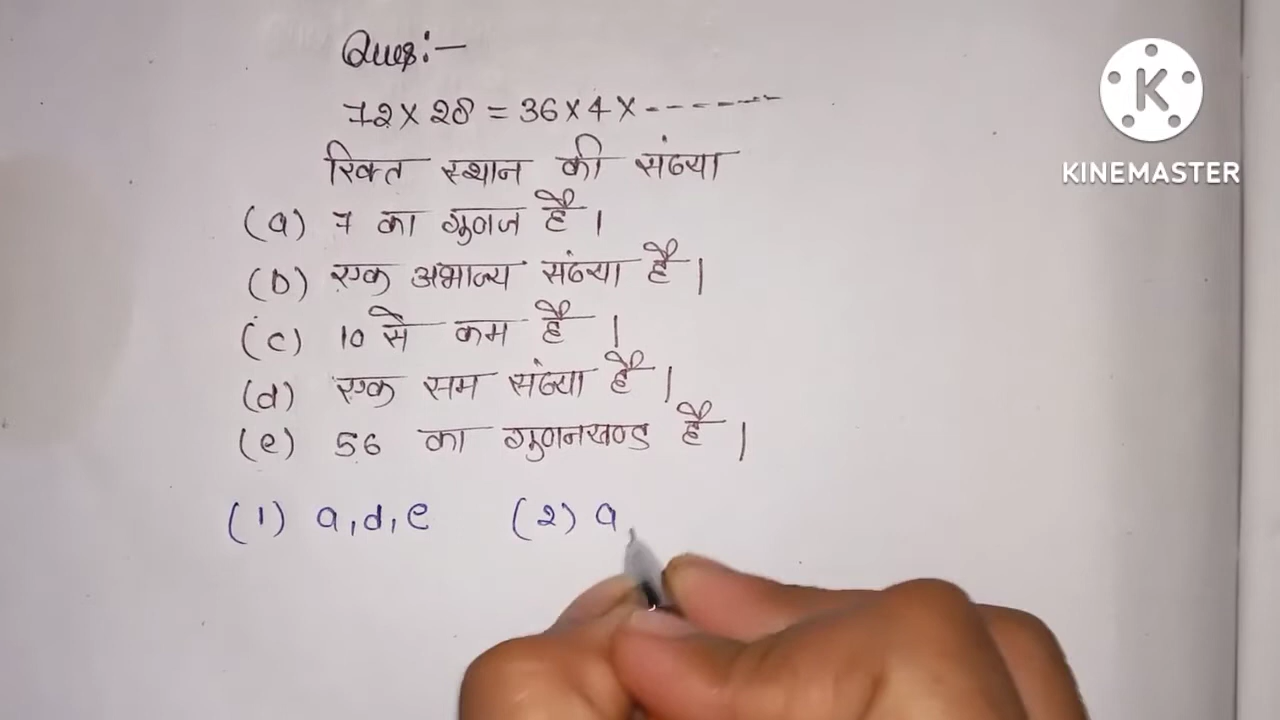 Ques:-
72 × 28 = 36 × 4 × -------
रिक्त स्थान की संख्या
(a) 7 का गुणज है।
(b) एक अभाज्य संख्या है।
(c) 10 से कम है।
(d) एक सम संख्या है।
(e) 56 का गुणनखण्ड है।
(1) a,d,e (2) a,
K
KINEMASTER